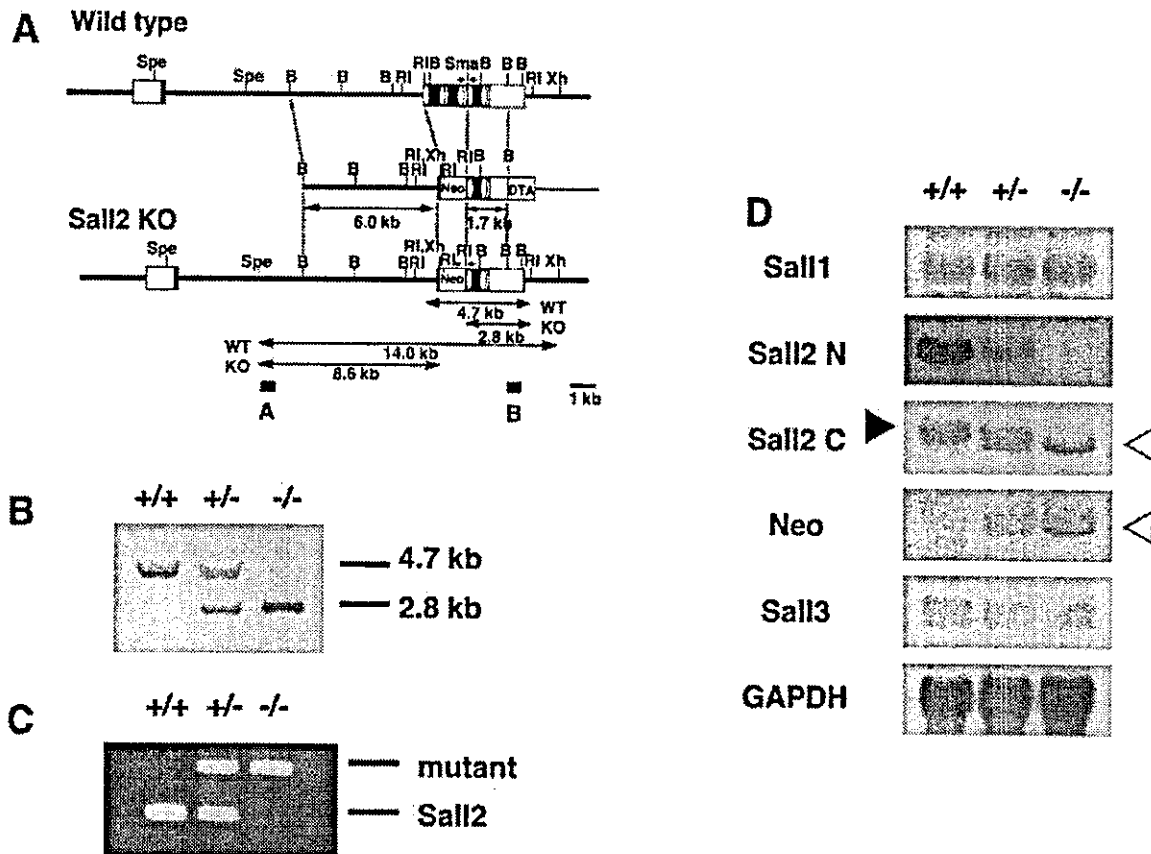 A Wild type
Spe Spe B B B RI RIB Sma B B B RI Xh
B B B RI RI,Xh RI RIB B
Neo DTA
6.0 kb 1.7 kb
Sall2 KO
Spe Spe B B BRI RI,Xh RI RI B B B RI Xh
Neo
4.7 kb WT
2.8 kb KO
WT 14.0 kb
KO 8.6 kb
A B 1 kb
B +/+ +/- -/-
4.7 kb
2.8 kb
C +/+ +/- -/-
mutant
Sall2
D +/+ +/- -/-
Sall1
Sall2 N
Sall2 C
Neo
Sall3
GAPDH